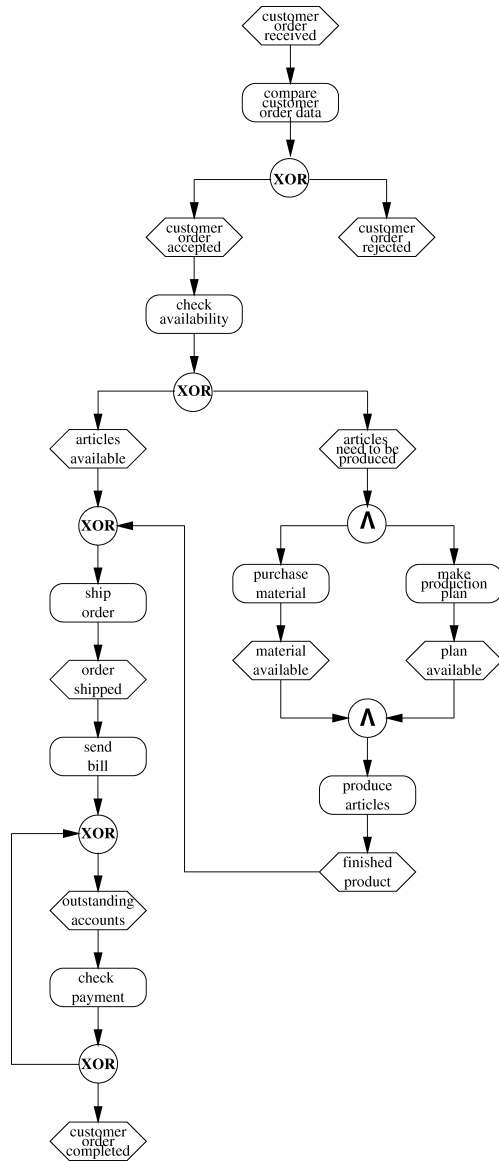 customer
order
received
compare
customer
order data
XOR
customer
order
accepted
customer
order
rejected
check
availability
XOR
articles
available
articles
need to be
produced
XOR
Λ
ship
order
purchase
material
make
production
plan
order
shipped
material
available
plan
available
Λ
send
bill
produce
articles
XOR
finished
product
outstanding
accounts
check
payment
XOR
customer
order
completed